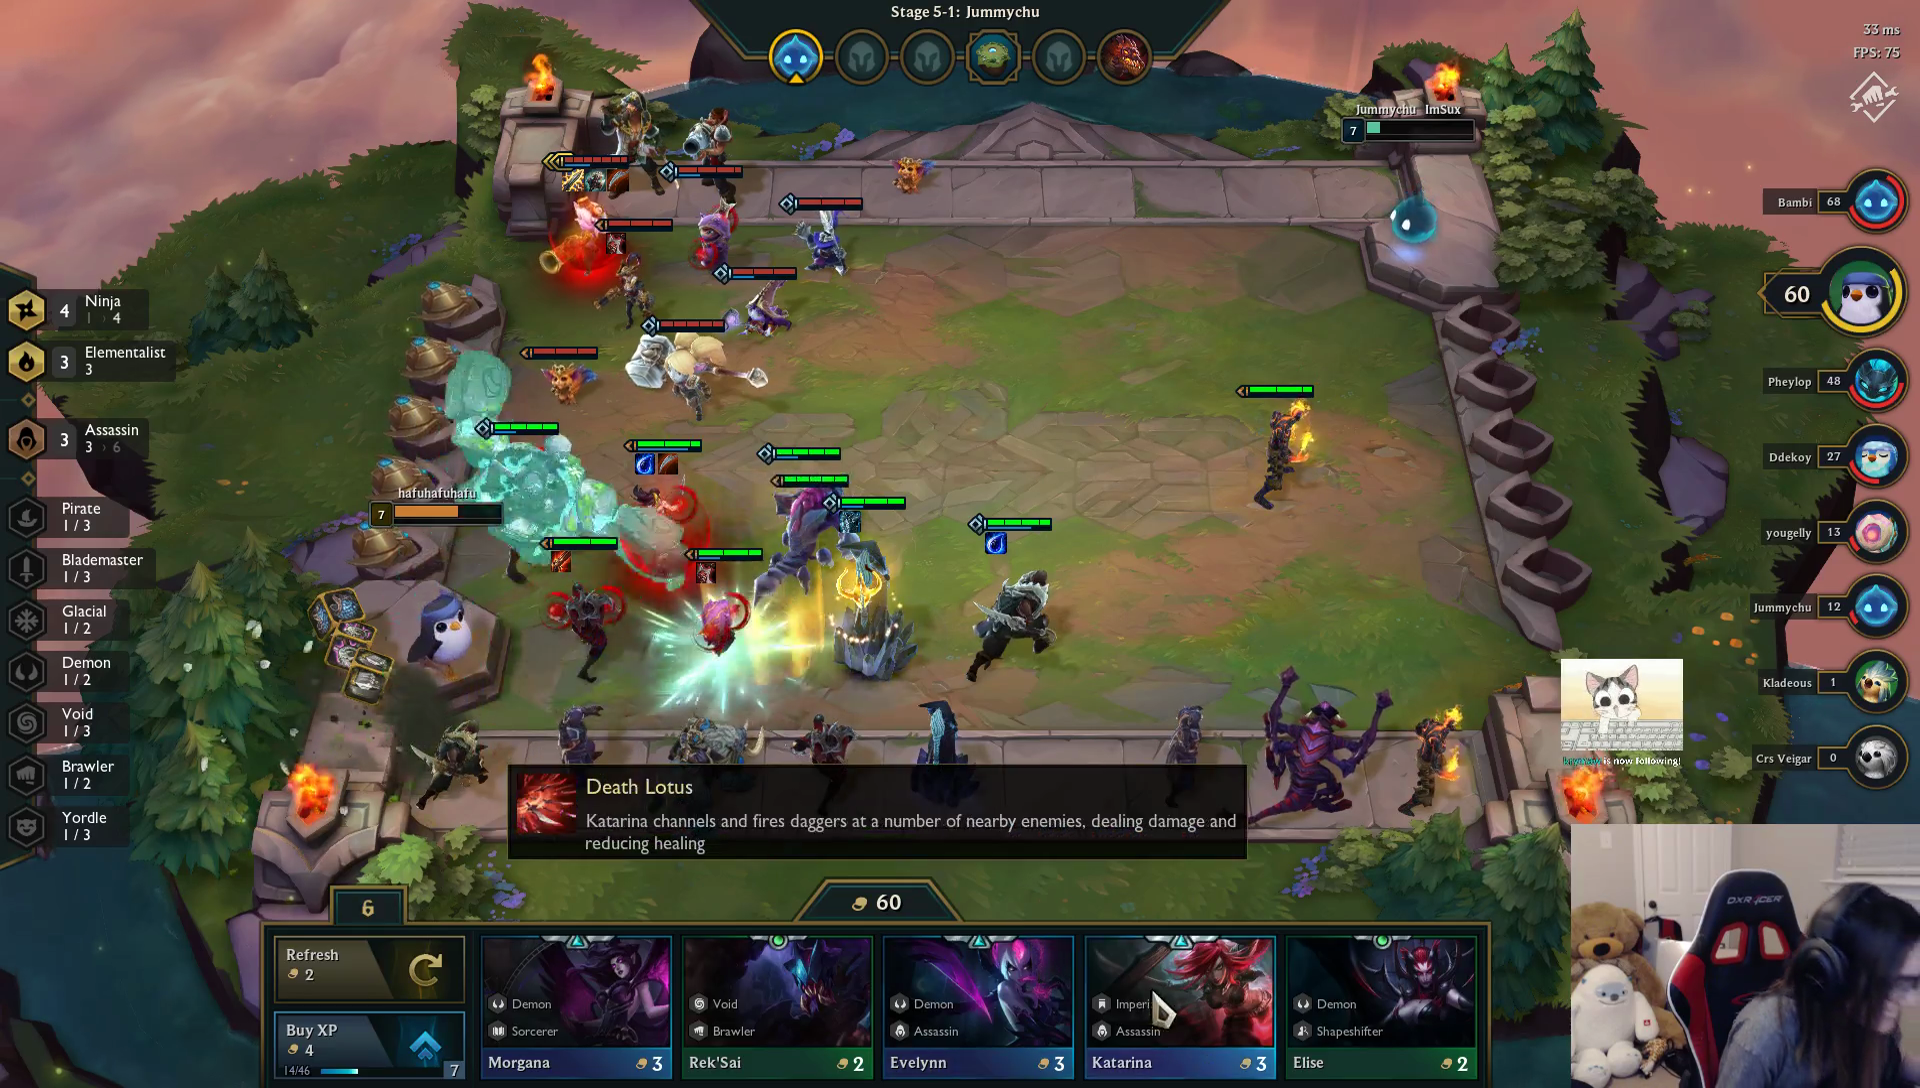 Stage 5-1: Jummychu
33 ms
FPS: 75
Jummychu ImSux
7
Bambi 68
60
Pheylop 48
Ddekoy 27
yougelly 13
Jummychu 12
Kladeous 1
Crs Veigar 0
4 Ninja
1 › 4
3 Elementalist
3
3 Assassin
3 › 6
Pirate
1 / 3
Blademaster
1 / 3
Glacial
1 / 2
Demon
1 / 2
Void
1 / 3
Brawler
1 / 2
Yordle
1 / 3
hafuhafuhafu
7
is now following!
Death Lotus
Katarina channels and fires daggers at a number of nearby enemies, dealing damage and
reducing healing
6
60
Refresh
2
Buy XP
4
14/46
7
Demon
Sorcerer
Morgana 3
Void
Brawler
Rek'Sai 2
Demon
Assassin
Evelynn 3
Imperi
Assassin
Katarina 3
Demon
Shapeshifter
Elise 2
DXRACER